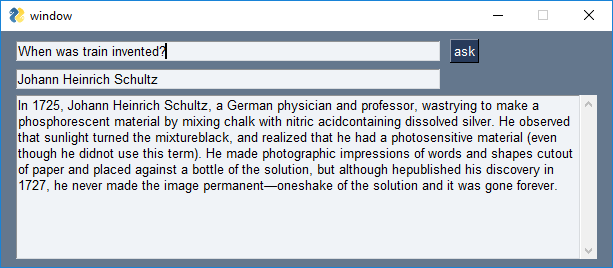 window
When was train invented?
ask
Johann Heinrich Schultz
In 1725, Johann Heinrich Schultz, a German physician and professor, wastrying to make a
phosphorescent material by mixing chalk with nitric acidcontaining dissolved silver. He observed
that sunlight turned the mixtureblack, and realized that he had a photosensitive material (even
though he didnot use this term). He made photographic impressions of words and shapes cutout
of paper and placed against a bottle of the solution, but although hepublished his discovery in
1727, he never made the image permanent—oneshake of the solution and it was gone forever.